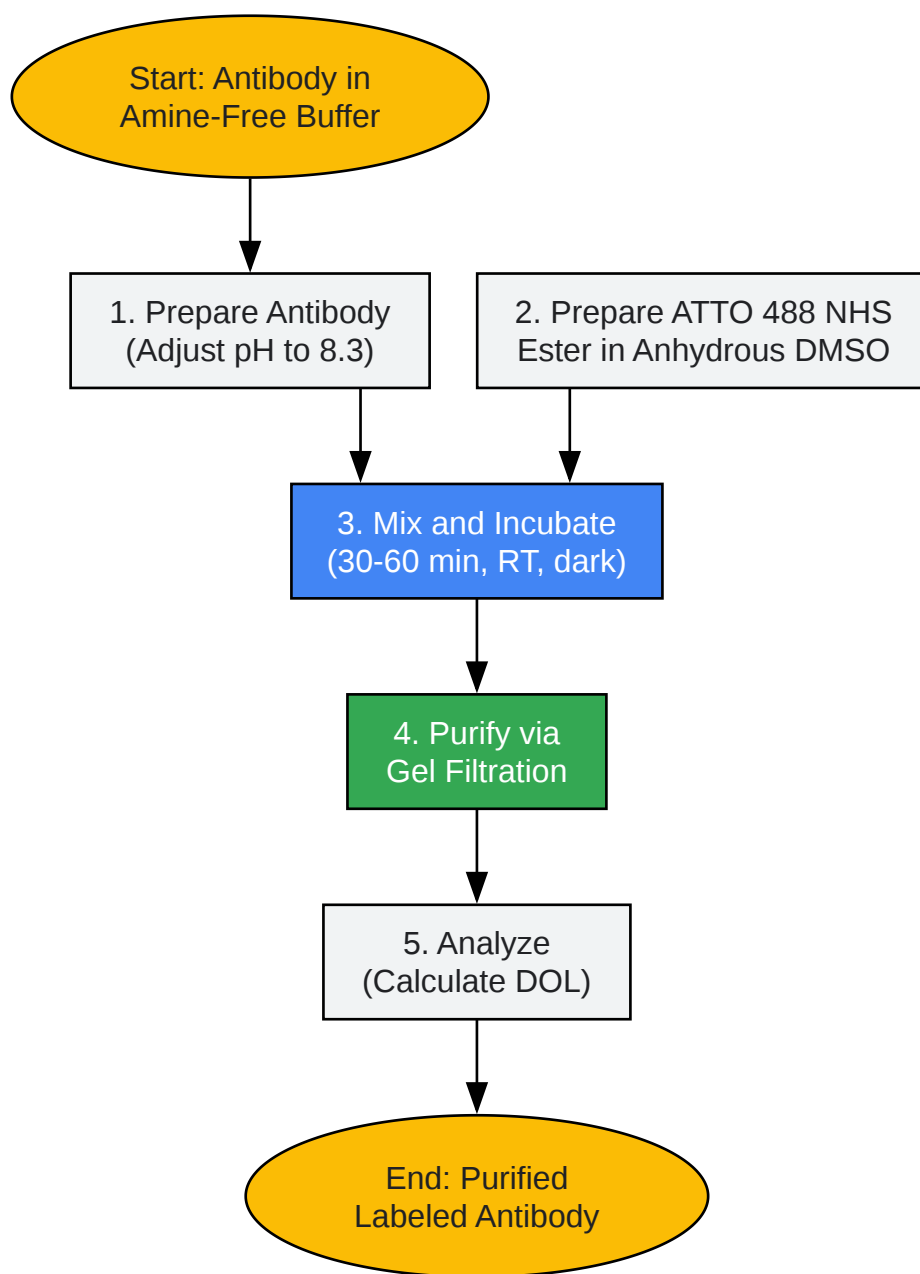 Start: Antibody in
Amine-Free Buffer
1. Prepare Antibody
(Adjust pH to 8.3)
2. Prepare ATTO 488 NHS
Ester in Anhydrous DMSO
3. Mix and Incubate
(30-60 min, RT, dark)
4. Purify via
Gel Filtration
5. Analyze
(Calculate DOL)
End: Purified
Labeled Antibody